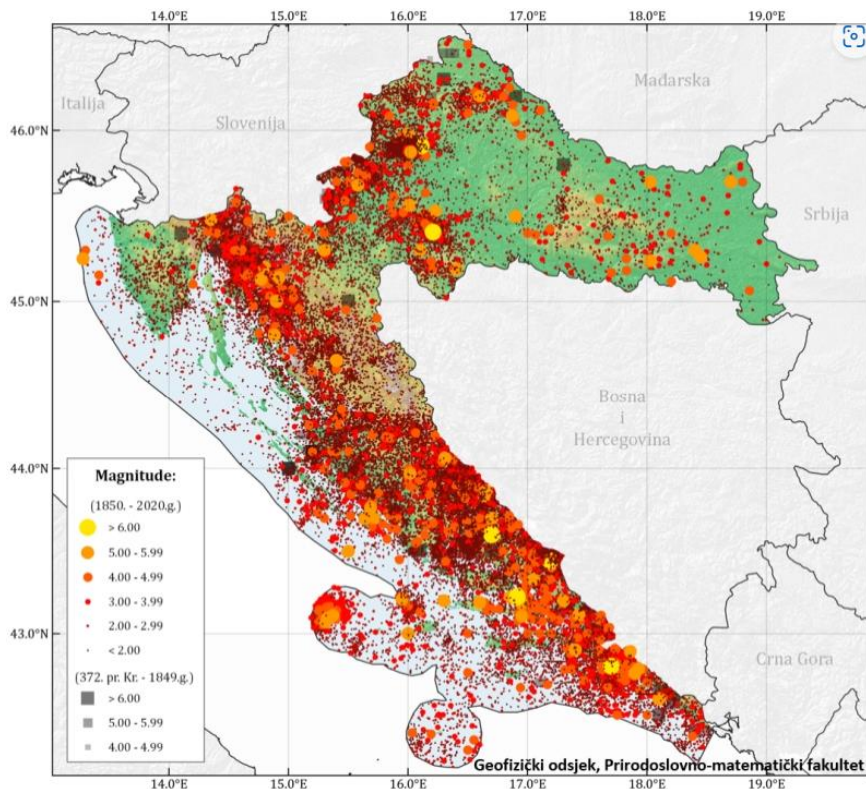 14.0°E 15.0°E 16.0°E 17.0°E 18.0°E 19.0°E
Italija
Slovenija
Mađarska
46.0°N
Srbija
45.0°N
Bosna
i
Hercegovina
44.0°N
Magnitude:
(1850. - 2020.g.)
> 6.00
5.00 - 5.99
4.00 - 4.99
3.00 - 3.99
2.00 - 2.99
< 2.00
43.0°N
Crna Gora
(372. pr. Kr. - 1849.g.)
> 6.00
5.00 - 5.99
4.00 - 4.99
Geofizički odsjek, Prirodoslovno-matematički fakultet
14.0°E 15.0°E 16.0°E 17.0°E 18.0°E 19.0°E